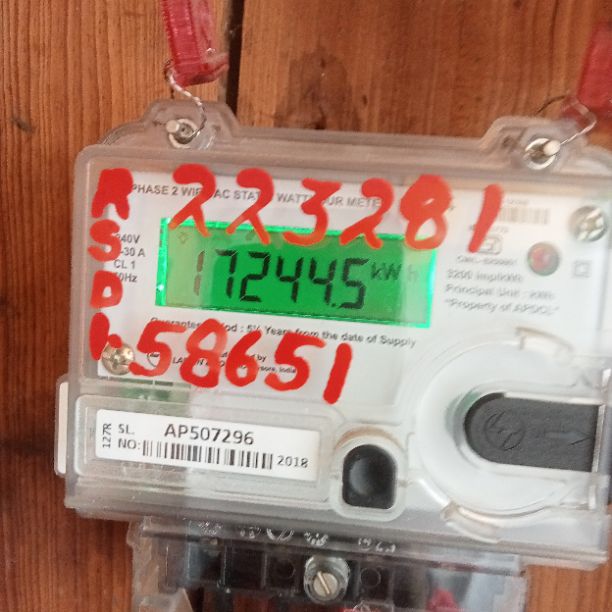 PHASE 2 WIRE AC STATIC WATT HOUR METER
223281
R
S
D
L
240V
-30 A
CL 1
50Hz
17244.5 kWh
3200 imp/kWh
Principal Unit : kWh
"Property of APDCL"
Guarantee Period : 5½ Years from the date of Supply
58651
127R
SL. NO:
AP507296
2018